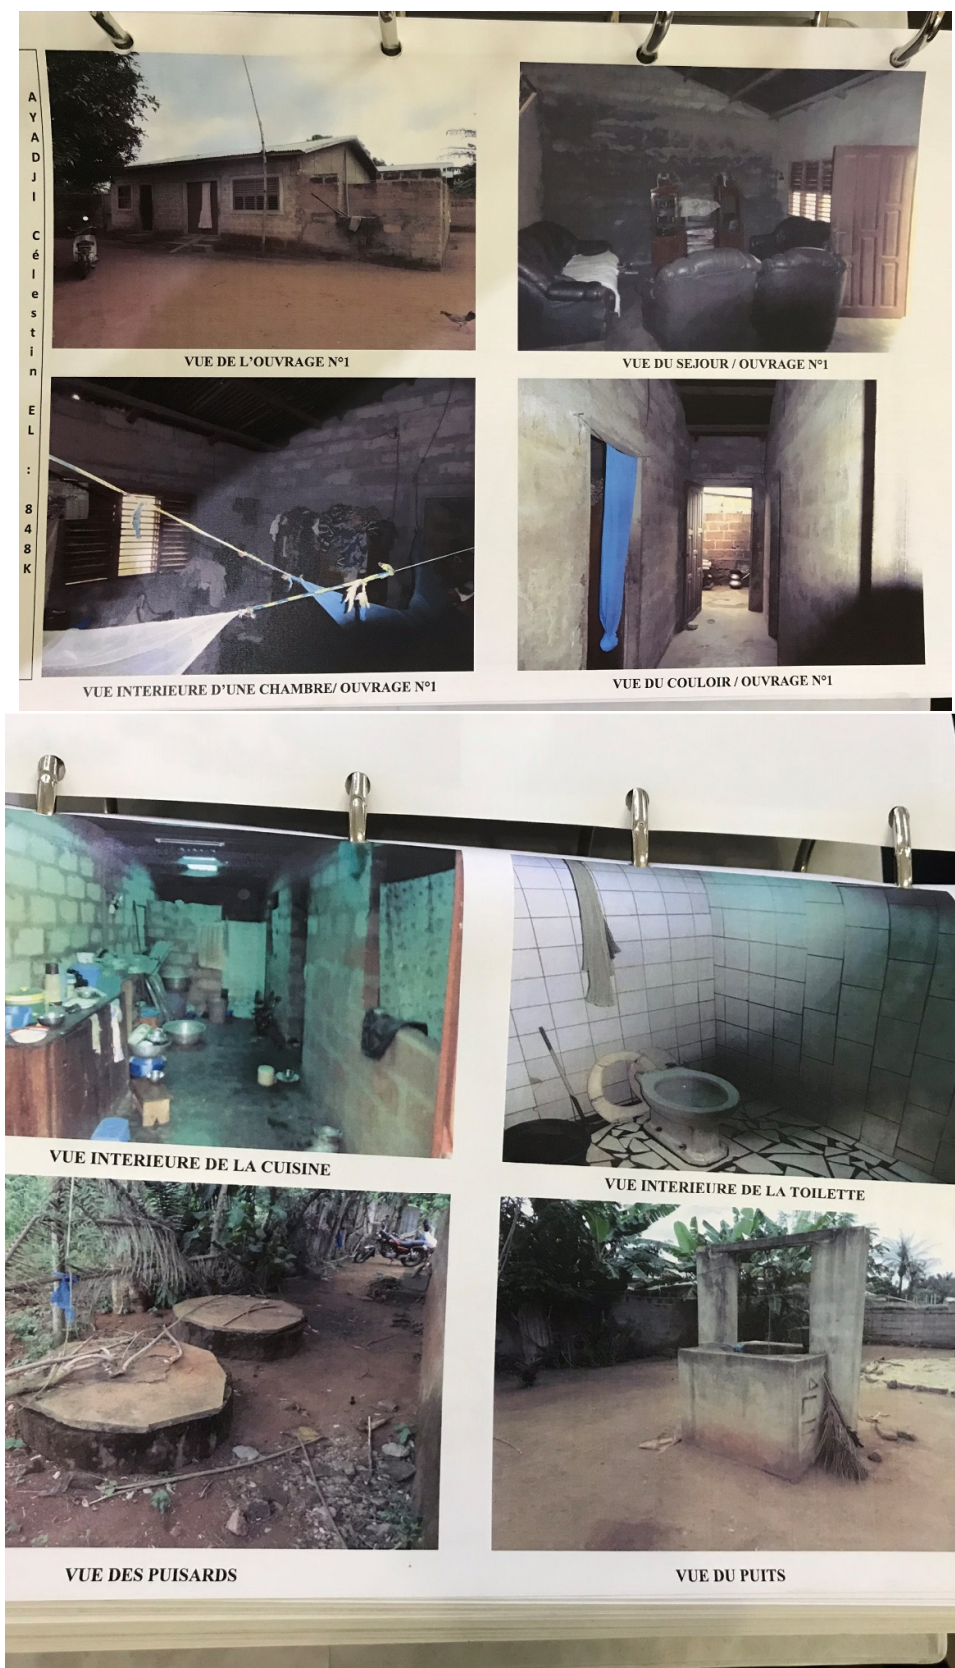 AYADJI Célestin EL : 848K
VUE DE L'OUVRAGE N°1
VUE DU SEJOUR / OUVRAGE N°1
VUE INTERIEURE D'UNE CHAMBRE/ OUVRAGE N°1
VUE DU COULOIR / OUVRAGE N°1
VUE INTERIEURE DE LA CUISINE
VUE INTERIEURE DE LA TOILETTE
VUE DES PUISARDS
VUE DU PUITS